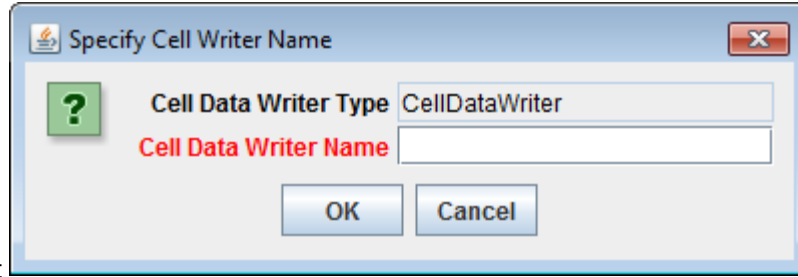 Specify Cell Writer Name
Cell Data Writer Type CellDataWriter
Cell Data Writer Name
OK Cancel